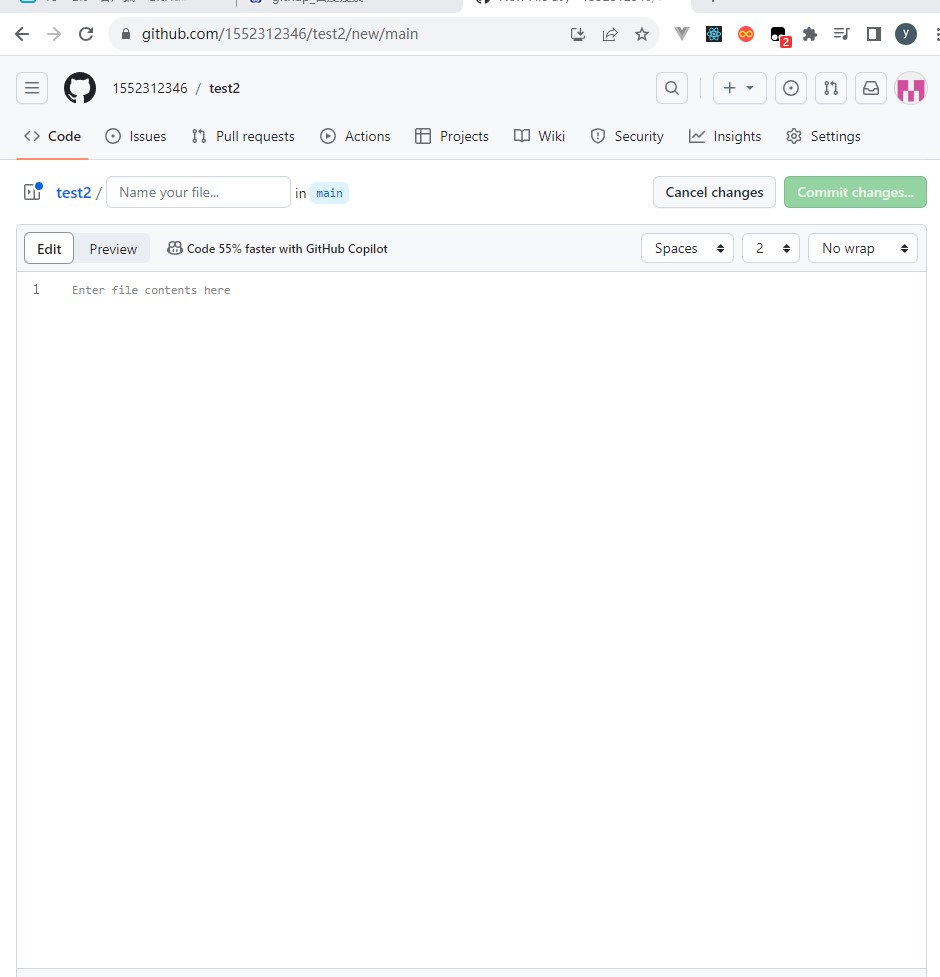 github.com/1552312346/test2/new/main
2
y
1552312346 / test2
Code Issues Pull requests Actions Projects Wiki Security Insights Settings
test2 / Name your file... in main Cancel changes Commit changes...
Edit Preview Code 55% faster with GitHub Copilot Spaces 2 No wrap
1 Enter file contents here